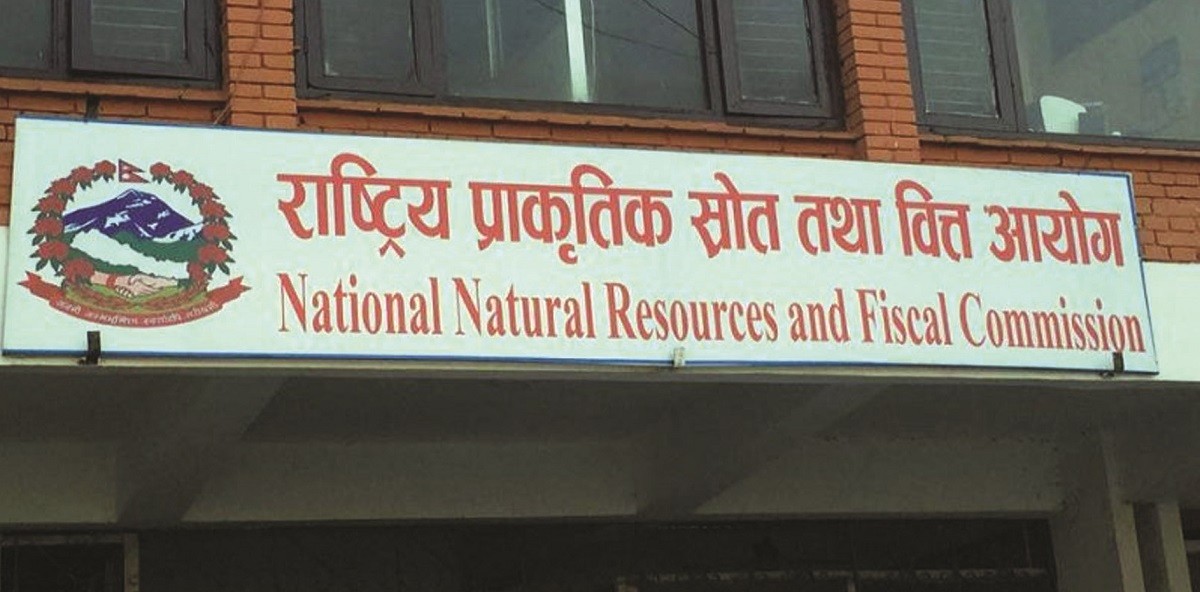 राष्ट्रिय प्राकृतिक स्रोत तथा वित्त आयोग
National Natural Resources and Fiscal Commission